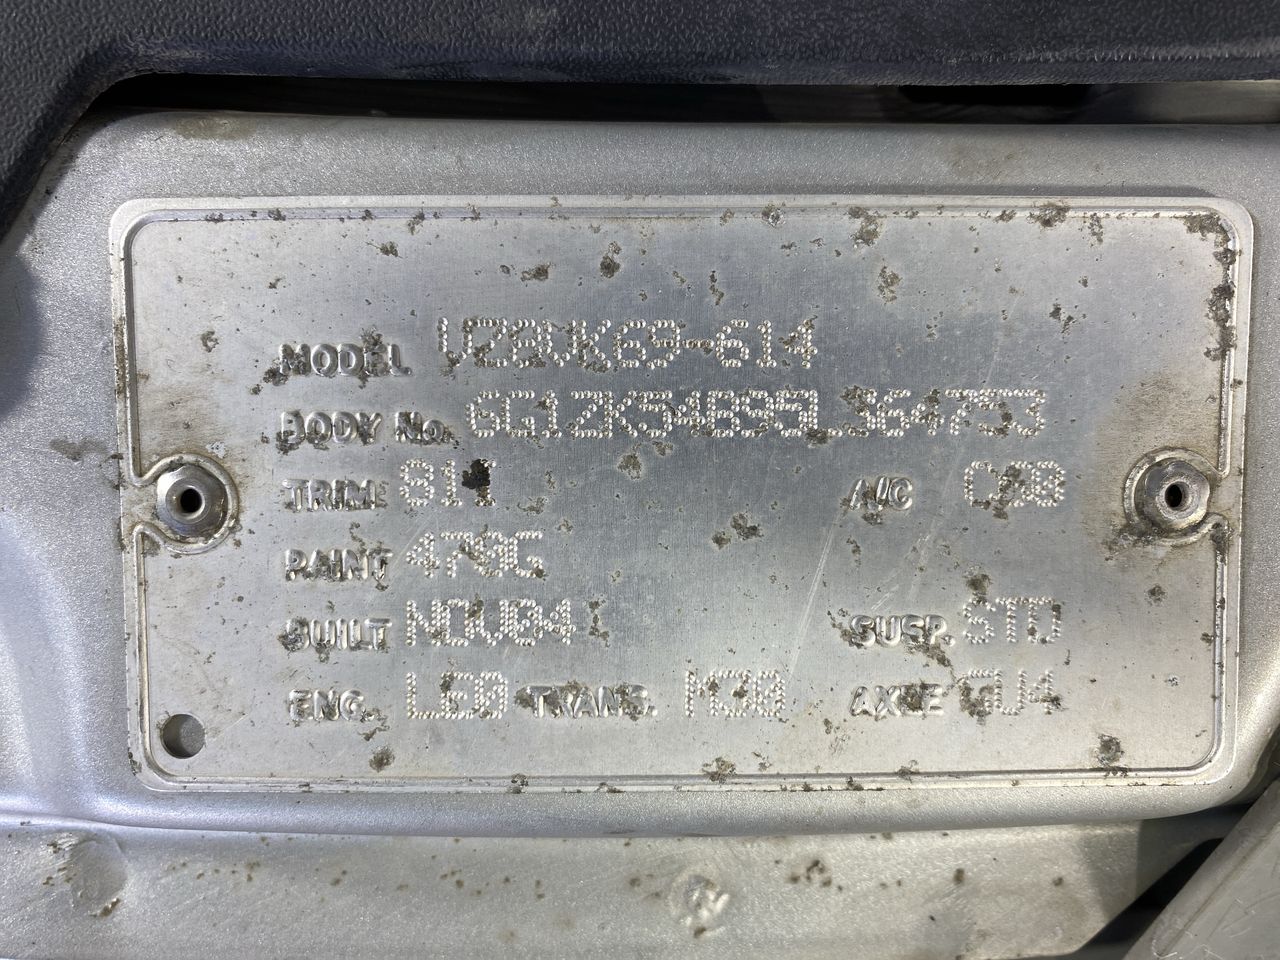 MODEL VZ8VK69-614
BODY No. 6G1ZK54B95L364753
TRIM 811
A/C C60
PAINT 470G
BUILT NOV04
SUSP. STD
ENG. LE0 TRANS. M30 AXLE GU4